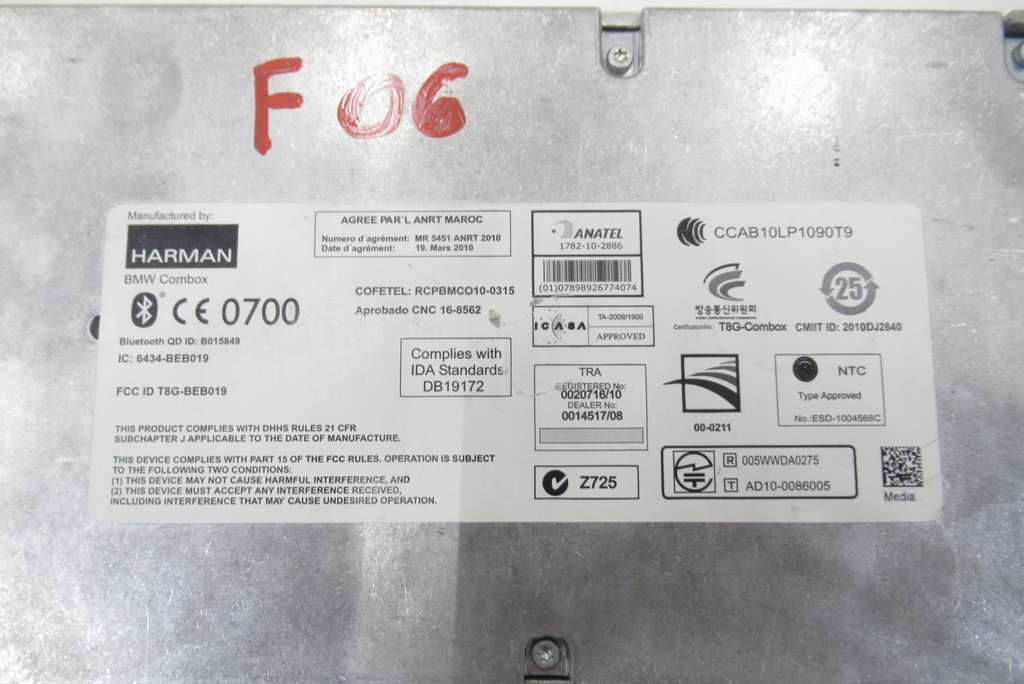 F 06
Manufactured by:
HARMAN
BMW Combox
CE 0700
Bluetooth QD ID: B015849
IC: 6434-BEB019
FCC ID T8G-BEB019
THIS PRODUCT COMPLIES WITH DHHS RULES 21 CFR
SUBCHAPTER J APPLICABLE TO THE DATE OF MANUFACTURE.
THIS DEVICE COMPLIES WITH PART 15 OF THE FCC RULES. OPERATION IS SUBJECT
TO THE FOLLOWING TWO CONDITIONS:
(1) THIS DEVICE MAY NOT CAUSE HARMFUL INTERFERENCE, AND
(2) THIS DEVICE MUST ACCEPT ANY INTERFERENCE RECEIVED,
INCLUDING INTERFERENCE THAT MAY CAUSE UNDESIRED OPERATION.
AGREE PAR´L ANRT MAROC
Numero d´agrément: MR 5451 ANRT 2010
Date d´agrément: 19. Mars 2010
COFETEL: RCPBMCO10-0315
Aprobado CNC 16-8562
Complies with
IDA Standards
DB19172
ANATEL
1782-10-2886
(01)07898926774074
ICASA
TA-2009/1900
APPROVED
TRA
REGISTERED No:
0020716/10
DEALER No:
0014517/08
Z725
CCAB10LP1090T9
방송통신위원회
KOREA COMMUNICATIONS COMMISSION
CertificationNo.: T8G-Combox
25
CMIIT ID: 2010DJ2640
00-0211
NTC
Type Approved
No.:ESD-1004568C
R 005WWDA0275
T AD10-0086005
Media